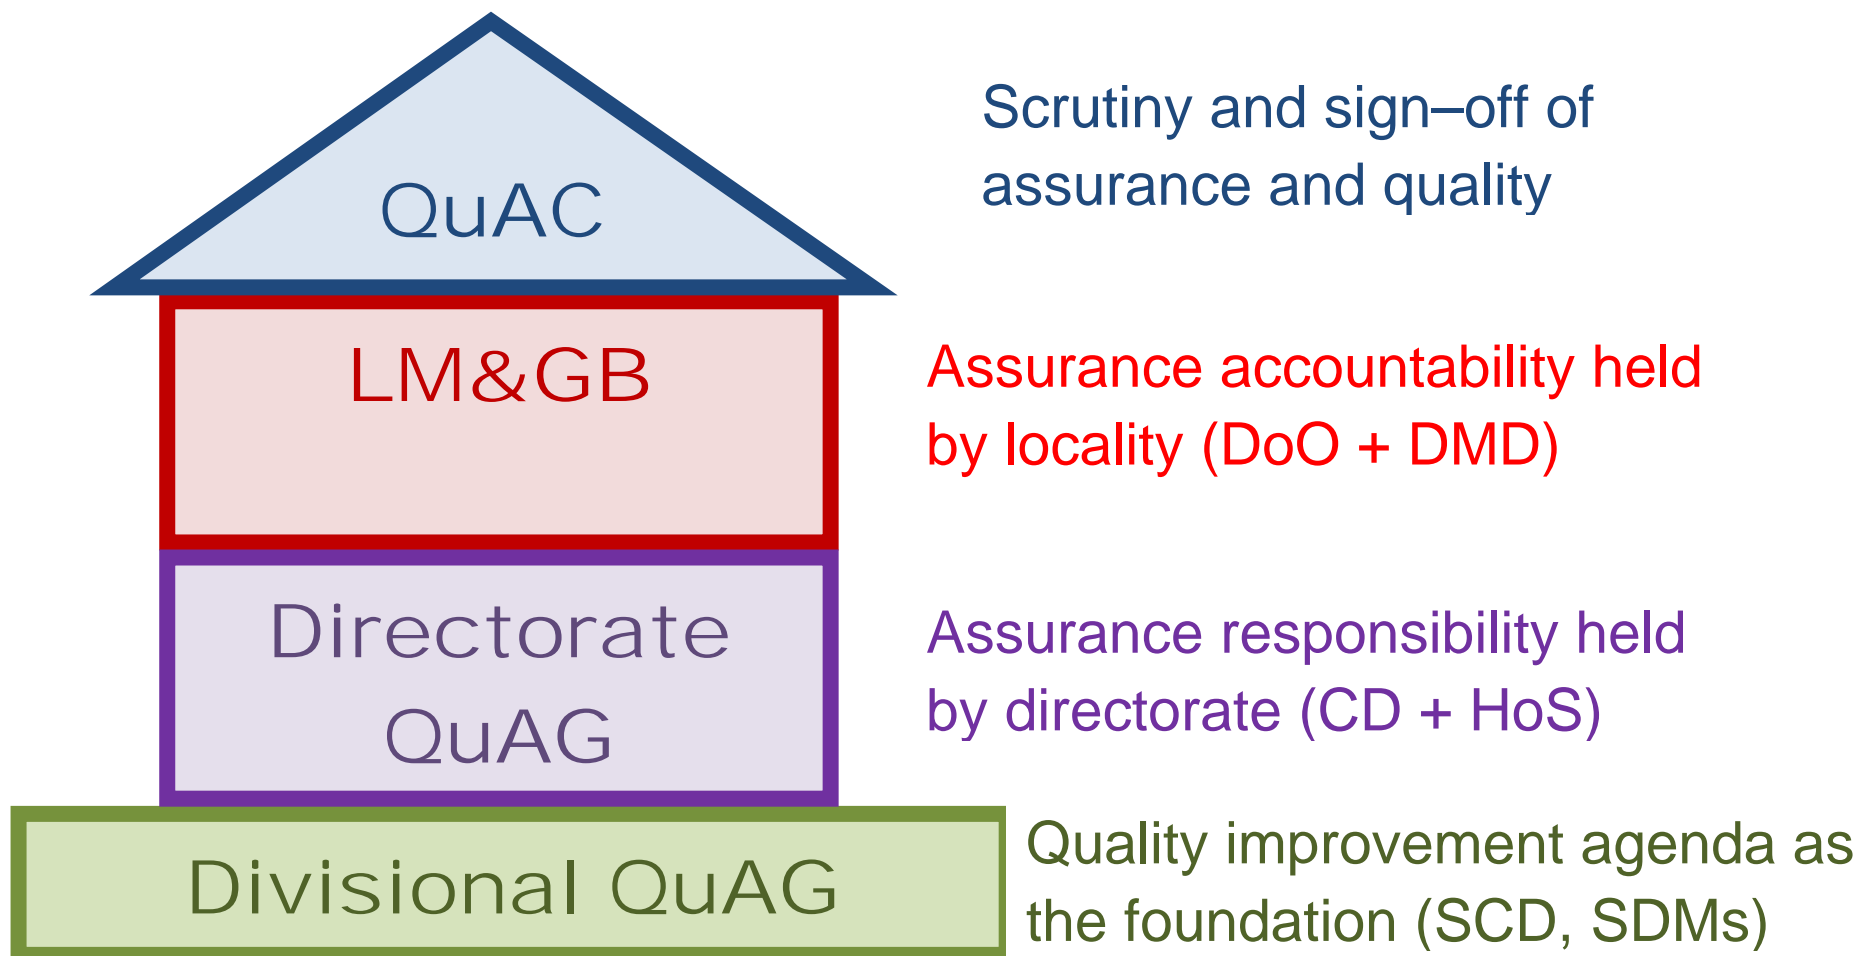 QuAC
Scrutiny and sign–off of
assurance and quality
LM&GB
Assurance accountability held
by locality (DoO + DMD)
Directorate
QuAG
Assurance responsibility held
by directorate (CD + HoS)
Divisional QuAG
Quality improvement agenda as
the foundation (SCD, SDMs)